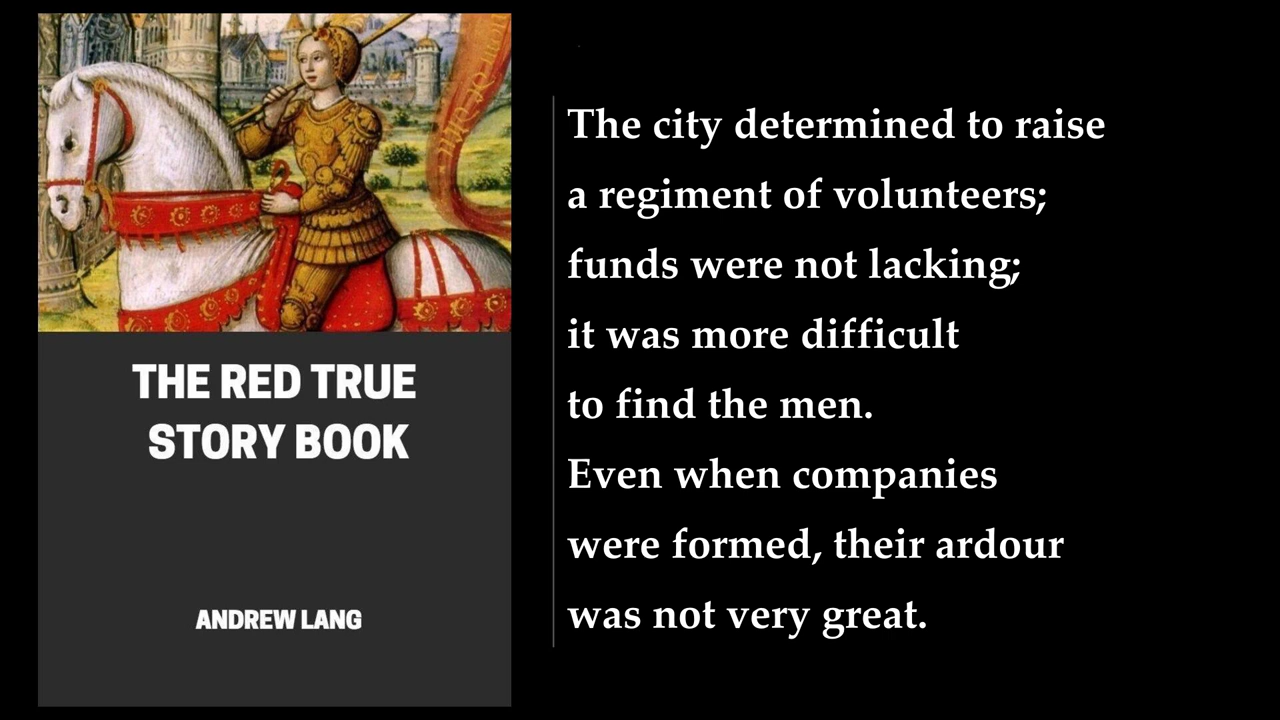 THE RED TRUE
STORY BOOK
ANDREW LANG
The city determined to raise
a regiment of volunteers;
funds were not lacking;
it was more difficult
to find the men.
Even when companies
were formed, their ardour
was not very great.